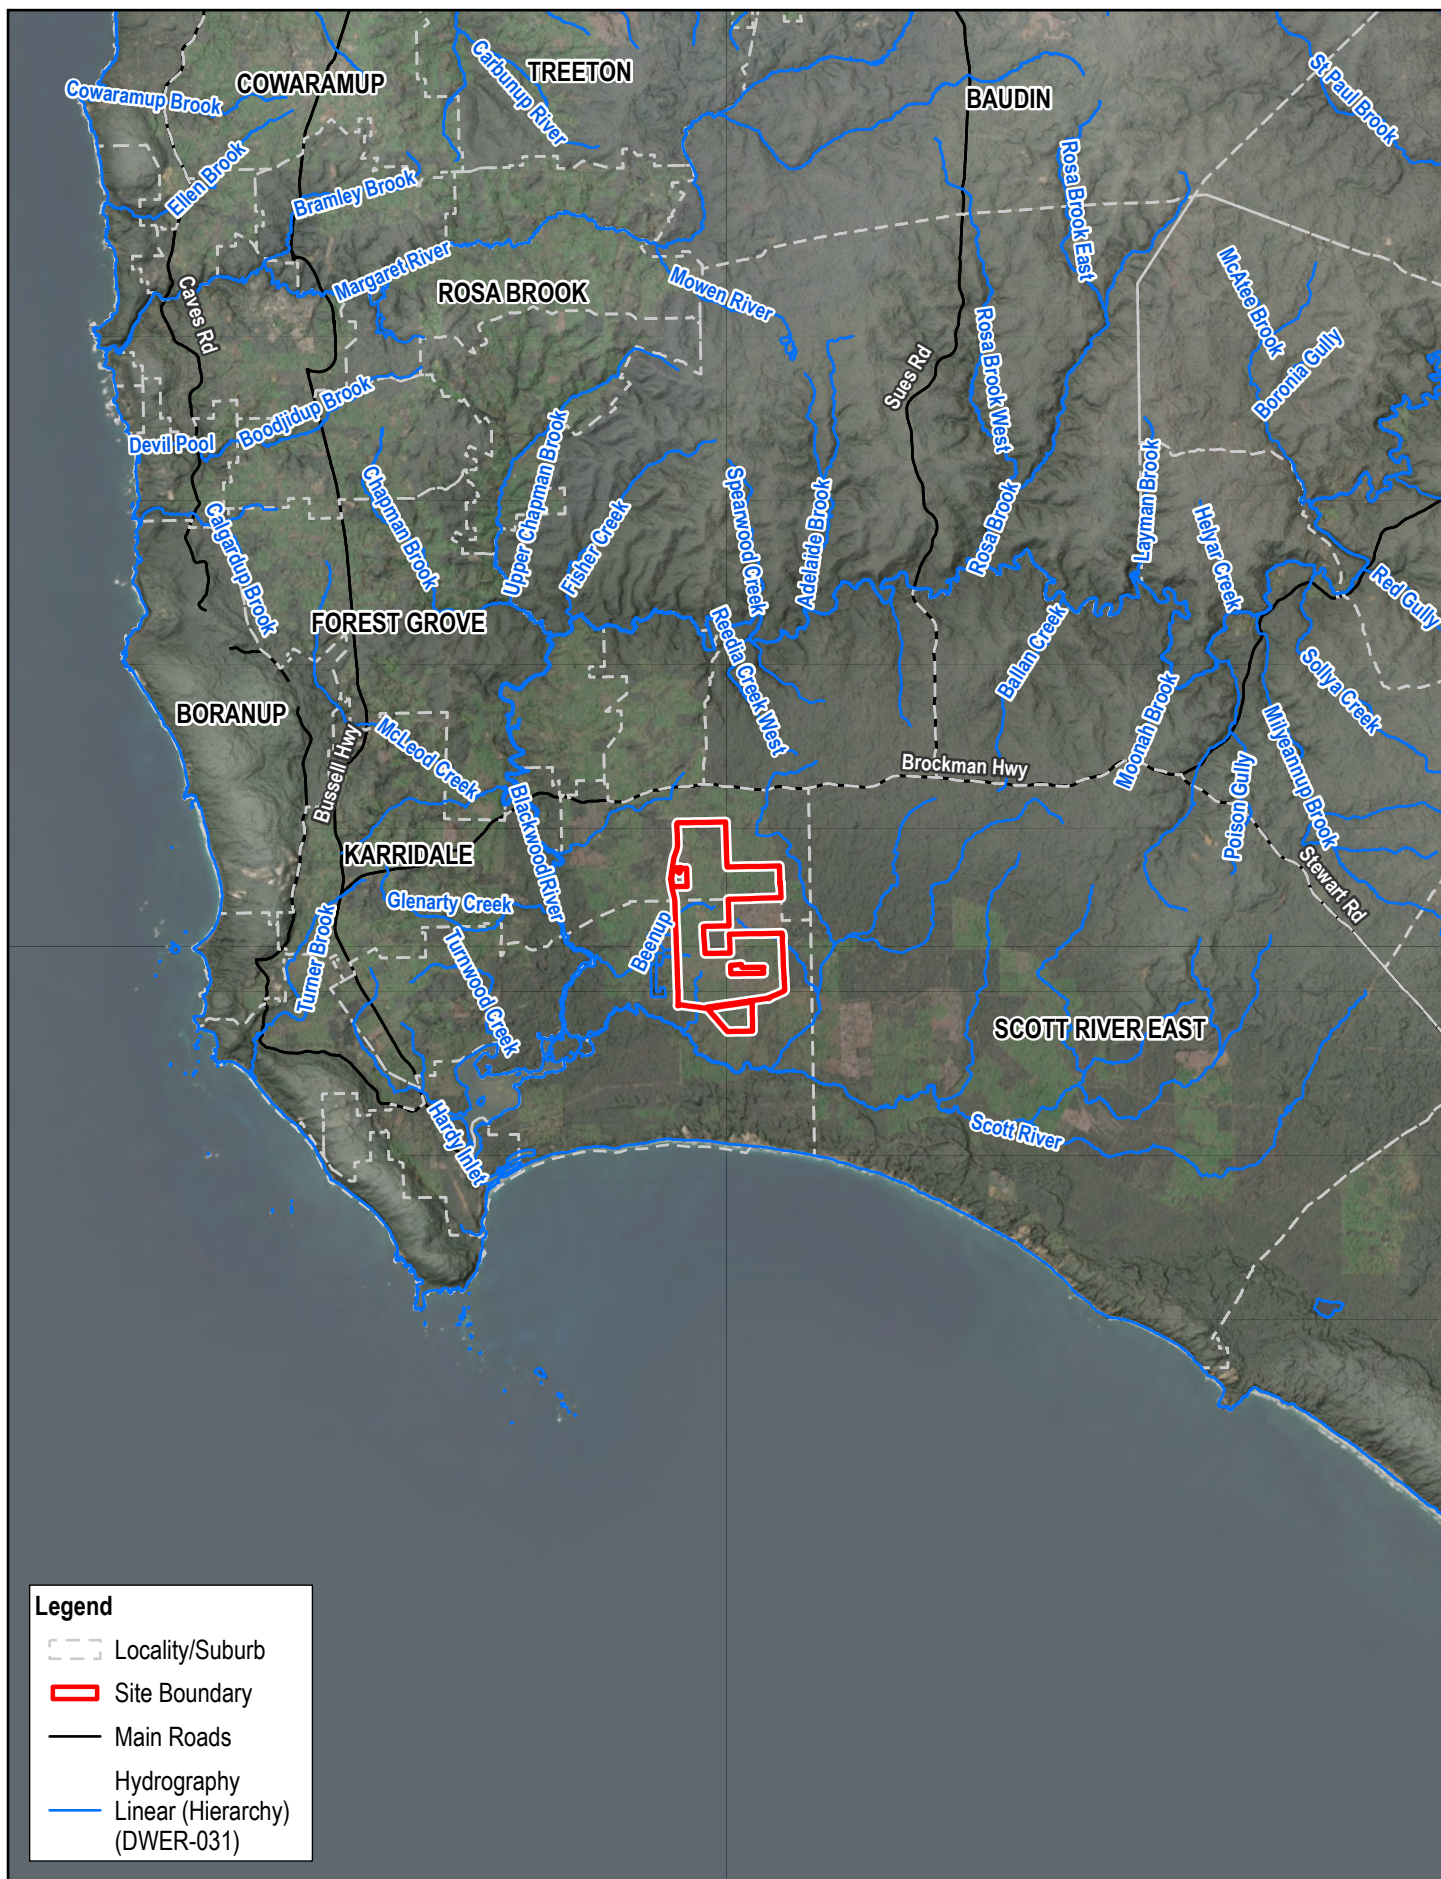 COWARAMUP
TREETON
BAUDIN
Cowaramup Brook
Carbunup River
St Paul Brook
Ellen Brook
Bramley Brook
Rosa Brook East
Margaret River
ROSA BROOK
Mowen River
Caves Rd
McAtee Brook
Boronia Gully
Sues Rd
Rosa Brook West
Devil Pool
Boodjidup Brook
Chapman Brook
Upper Chapman Brook
Fisher Creek
Spearwood Creek
Adelaide Brook
Rosa Brook
Layman Brook
Helyar Creek
Red Gully
Calgardup Brook
FOREST GROVE
Reedia Creek West
Ballan Creek
Sollya Creek
BORANUP
McLeod Creek
Bussell Hwy
Moonah Brook
Milyeannup Brook
Brockman Hwy
Poison Gully
Blackwood River
KARRIDALE
Stewart Rd
Glenarty Creek
Beenup
Turner Brook
Turnwood Creek
SCOTT RIVER EAST
Scott River
Hardy Inlet
Legend
Locality/Suburb
Site Boundary
Main Roads
Hydrography
Linear (Hierarchy)
(DWER-031)